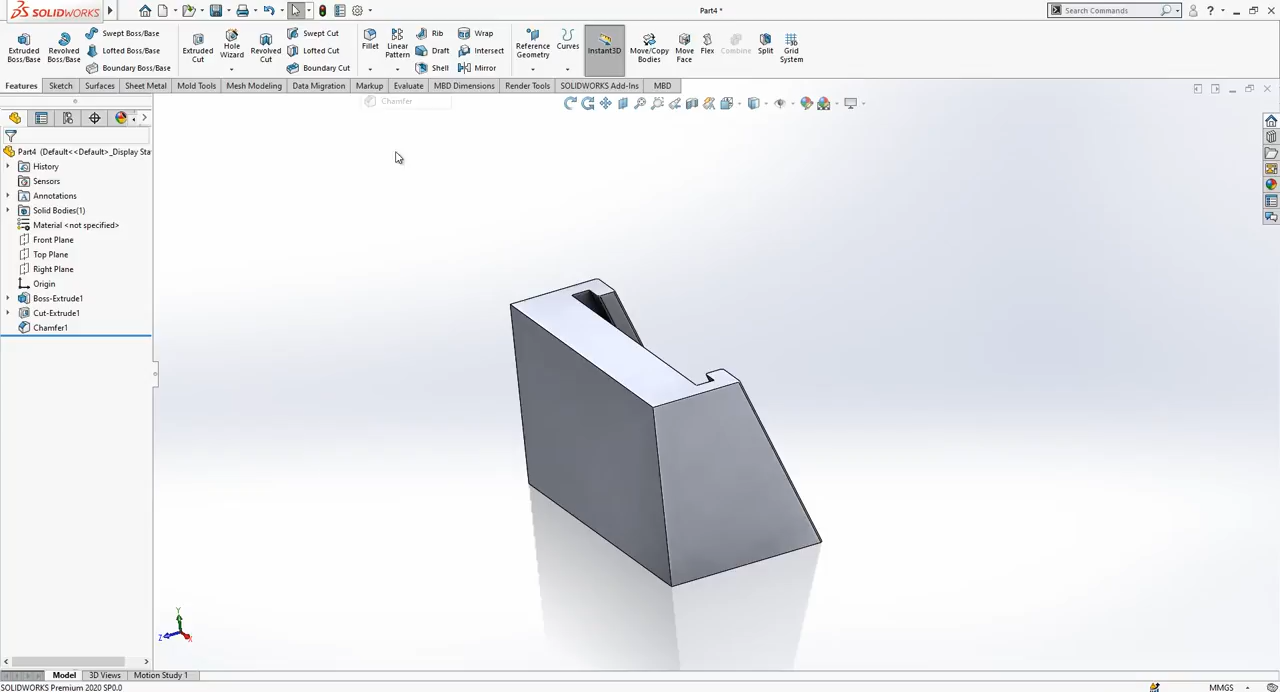 SOLIDWORKS
Part4 *
Search Commands
?
Extruded Boss/Base
Revolved Boss/Base
Swept Boss/Base
Lofted Boss/Base
Boundary Boss/Base
Extruded Cut
Hole Wizard
Revolved Cut
Swept Cut
Lofted Cut
Boundary Cut
Fillet
Linear Pattern
Rib
Draft
Shell
Wrap
Intersect
Mirror
Reference Geometry
Curves
Instant3D
Move/Copy Bodies
Move Face
Flex
Combine
Split
Grid System
Features
Sketch
Surfaces
Sheet Metal
Mold Tools
Mesh Modeling
Data Migration
Markup
Evaluate
MBD Dimensions
Render Tools
SOLIDWORKS Add-Ins
MBD
Chamfer
Part4 (Default<<Default>_Display Sta
History
Sensors
Annotations
Solid Bodies(1)
Material <not specified>
Front Plane
Top Plane
Right Plane
Origin
Boss-Extrude1
Cut-Extrude1
Chamfer1
Y
Z
X
Model
3D Views
Motion Study 1
SOLIDWORKS Premium 2020 SP0.0
MMGS